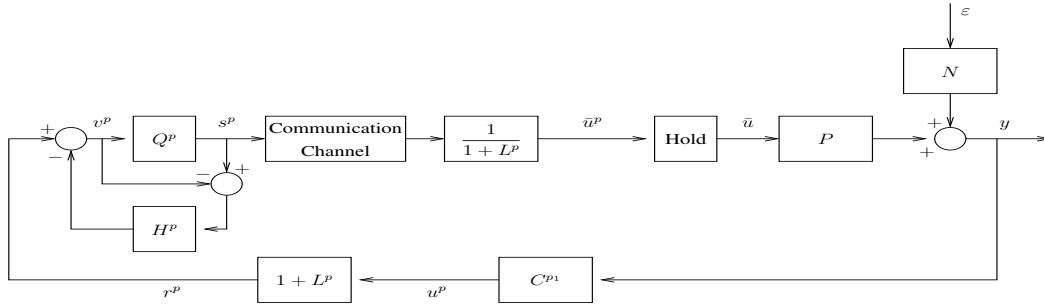 ε
N
+ v^p Q^p s^p Communication Channel 1/(1 + L^p) ū^p Hold ū P + y
− +
− +
H^p
r^p 1 + L^p u^p C^{p_1}